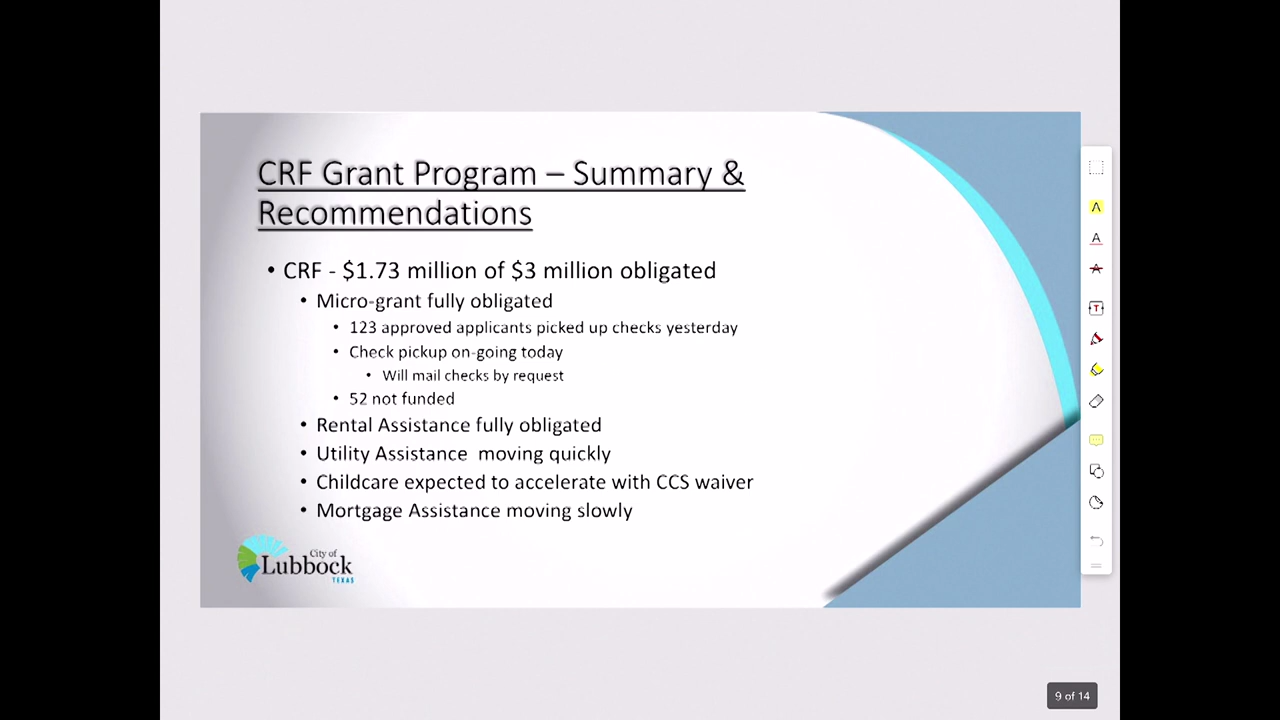 CRF Grant Program – Summary &
Recommendations
• CRF - $1.73 million of $3 million obligated
• Micro-grant fully obligated
• 123 approved applicants picked up checks yesterday
• Check pickup on-going today
• Will mail checks by request
• 52 not funded
• Rental Assistance fully obligated
• Utility Assistance  moving quickly
• Childcare expected to accelerate with CCS waiver
• Mortgage Assistance moving slowly
City of
Lubbock
TEXAS
9 of 14